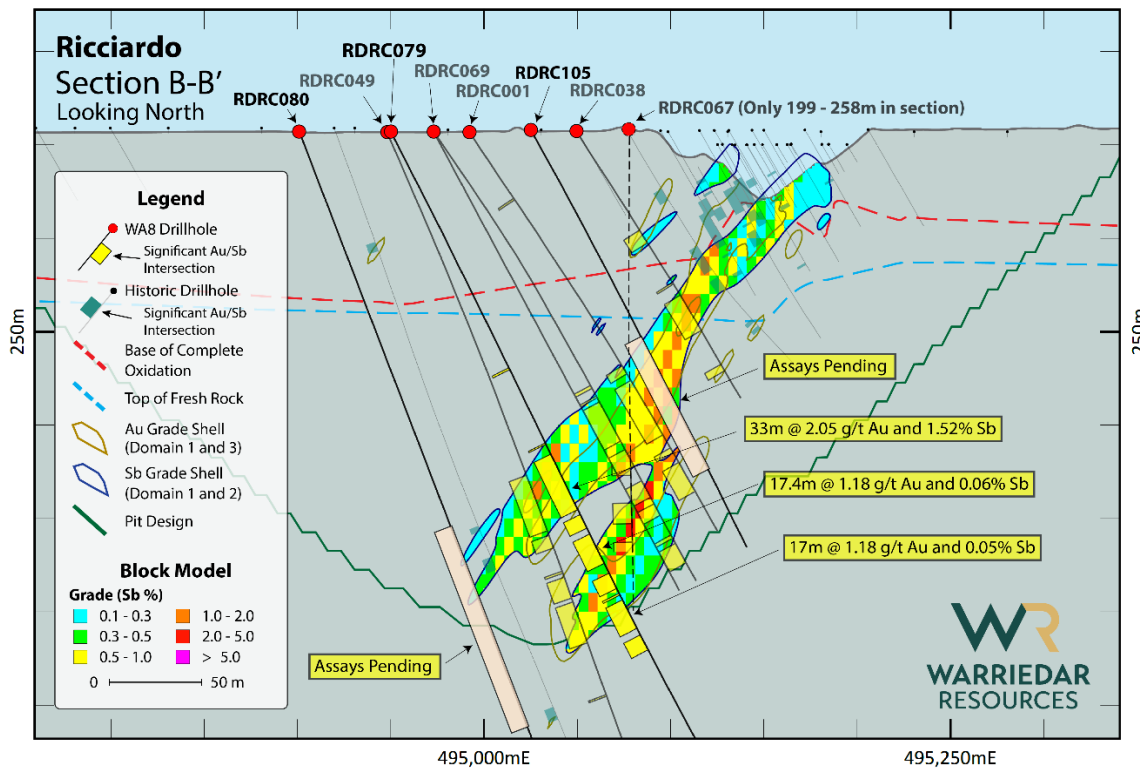 Ricciardo
Section B-B'
Looking North
RDRC080
RDRC049
RDRC079
RDRC069
RDRC001
RDRC105
RDRC038
RDRC067 (Only 199 - 258m in section)
Legend
WA8 Drillhole
Significant Au/Sb
Intersection
Historic Drillhole
Significant Au/Sb
Intersection
Base of Complete
Oxidation
Top of Fresh Rock
Au Grade Shell
(Domain 1 and 3)
Sb Grade Shell
(Domain 1 and 2)
Pit Design
Block Model
Grade (Sb %)
0.1 - 0.3
1.0 - 2.0
0.3 - 0.5
2.0 - 5.0
0.5 - 1.0
> 5.0
0 50 m
250m
250m
Assays Pending
33m @ 2.05 g/t Au and 1.52% Sb
17.4m @ 1.18 g/t Au and 0.06% Sb
17m @ 1.18 g/t Au and 0.05% Sb
Assays Pending
WR
WARRIEDAR
RESOURCES
495,000mE
495,250mE